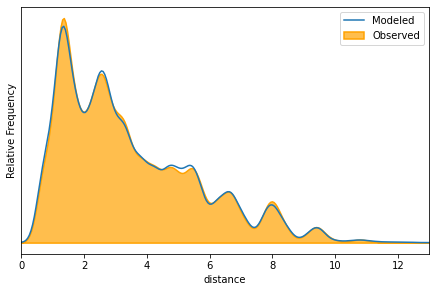 Modeled
Observed
Relative Frequency
0 2 4 6 8 10 12
distance